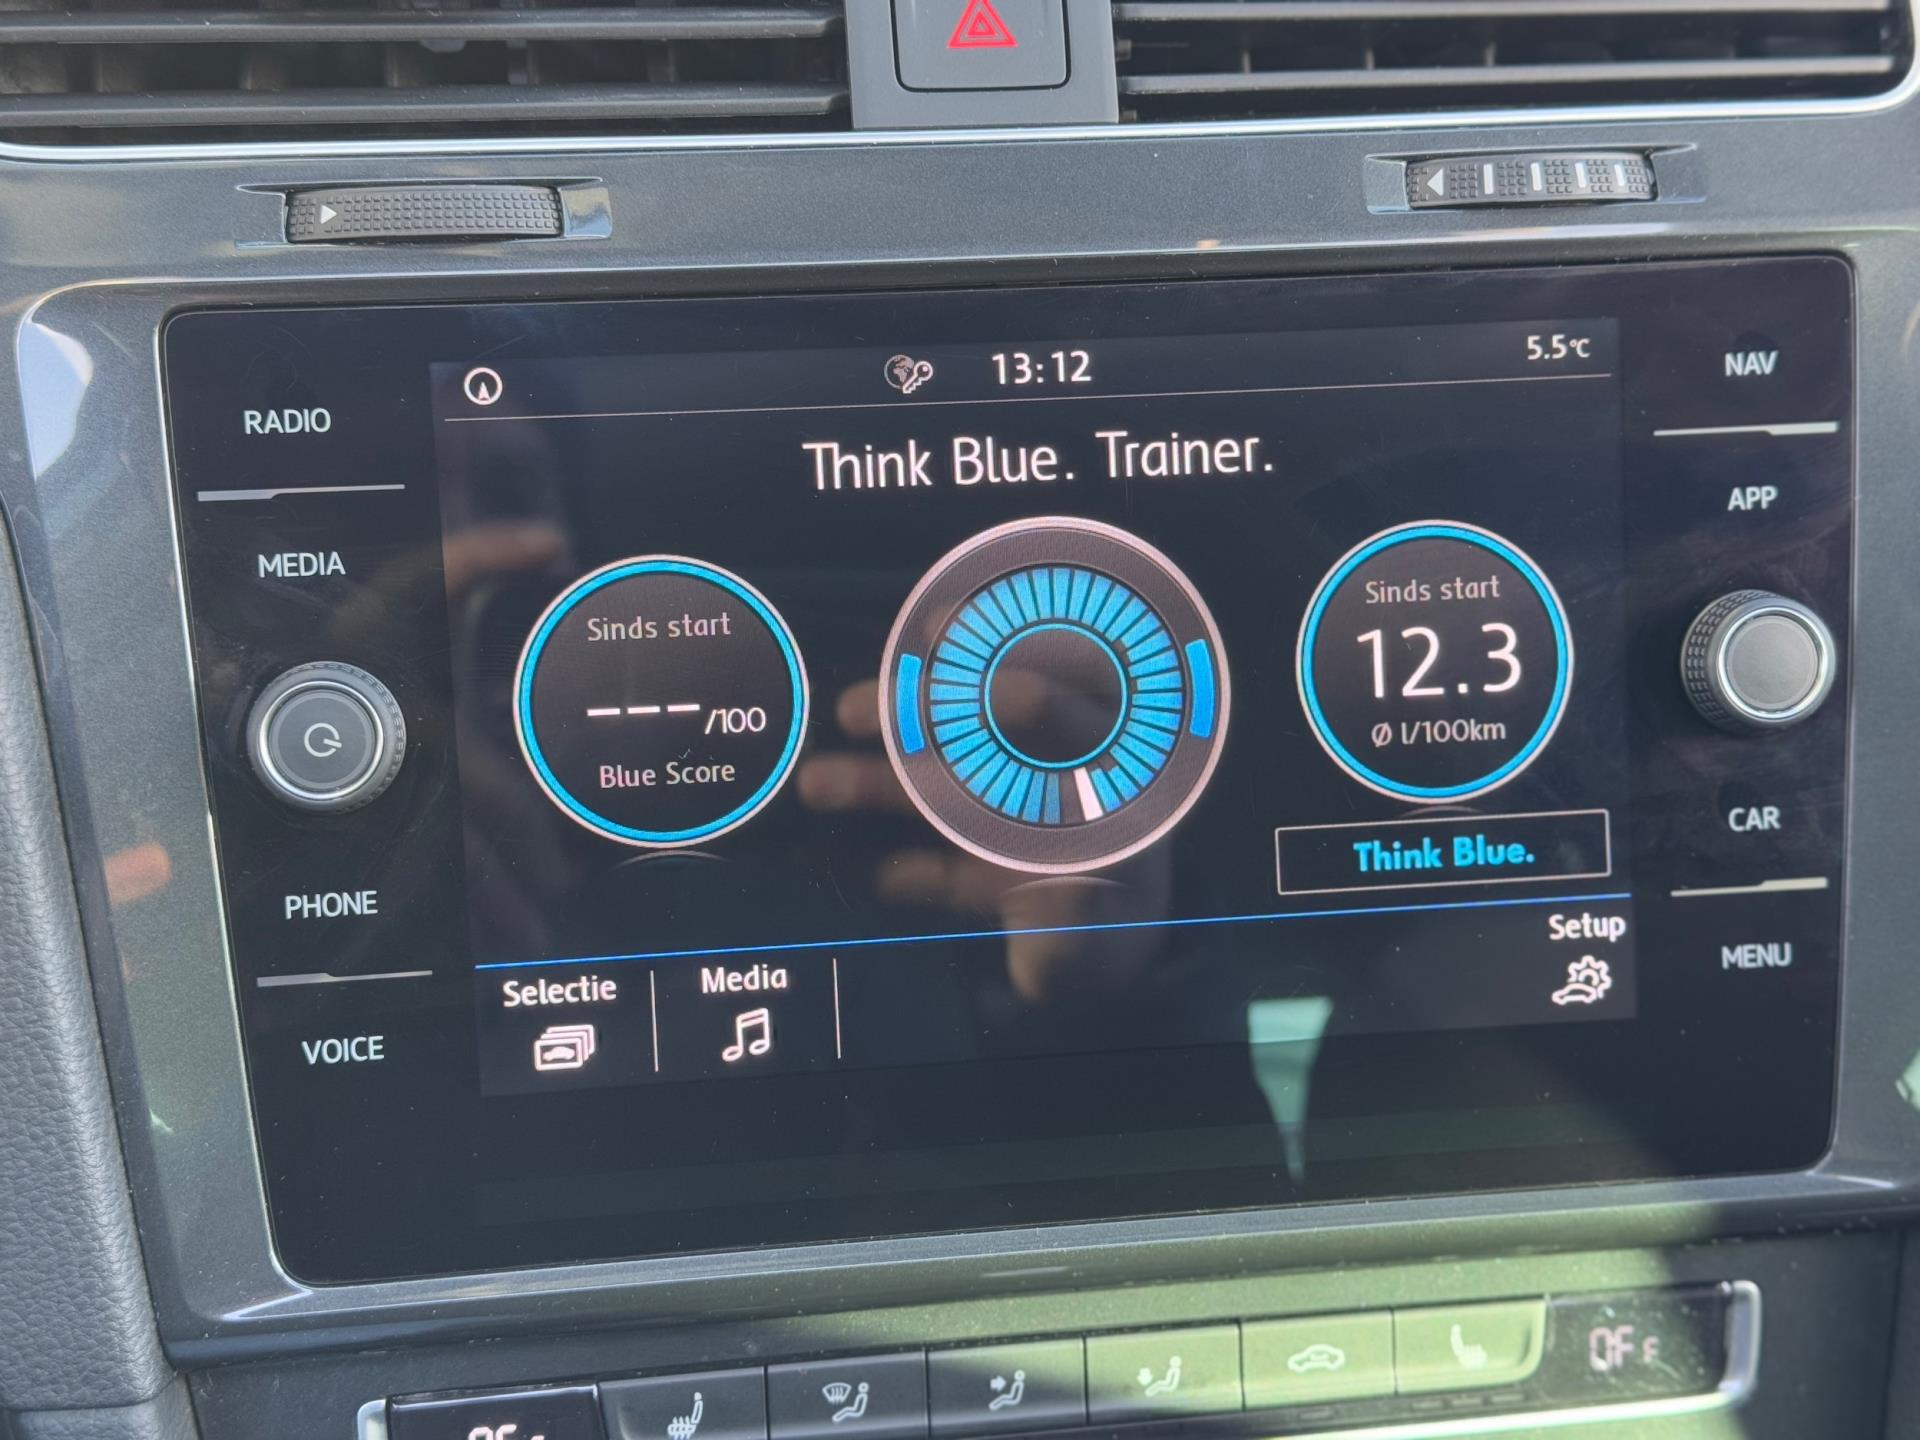 13:12
5.5°C
NAV
RADIO
Think Blue. Trainer.
APP
MEDIA
Sinds start
---/100
Blue Score
Sinds start
12.3
Ø l/100km
Think Blue.
CAR
PHONE
Setup
MENU
Selectie
Media
VOICE
OFF